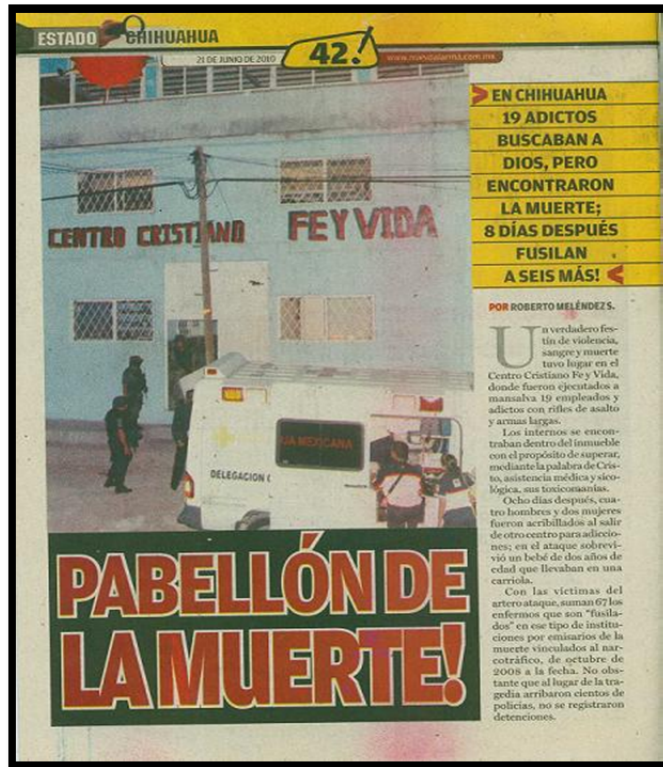 ESTADO CHIHUAHUA
21 DE JUNIO DE 2010
42!
EN CHIHUAHUA
19 ADICTOS
BUSCABAN A
DIOS, PERO
ENCONTRARON
LA MUERTE;
8 DÍAS DESPUÉS
FUSILAN
A SEIS MÁS!
CENTRO CRISTIANO FE Y VIDA
JA MEXICANA
DELEGACION
PABELLÓN DE
LA MUERTE!
POR ROBERTO MELÉNDEZ S.
Un verdadero fes-
tín de violencia,
sangre y muerte
tuvo lugar en el
Centro Cristiano Fe y Vida,
donde fueron ejecutados a
mansalva 19 empleados y
adictos con rifles de asalto
y armas largas.
Los internos se encon-
traban dentro del inmueble
con el propósito de superar,
mediante la palabra de Cris-
to, asistencia médica y sico-
lógica, sus toxicomanías.
Ocho días después, cua-
tro hombres y dos mujeres
fueron acribillados al salir
de otro centro para adiccio-
nes; en el ataque sobrevi-
vió un bebé de dos años de
edad que llevaban en una
carriola.
Con las víctimas del
artero ataque, suman 67 los
enfermos que son "fusila-
dos" en ese tipo de institu-
ciones por emisarios de la
muerte vinculados al nar-
cotráfico, de octubre de
2008 a la fecha. No obs-
tante que al lugar de la tra-
gedia arribaron cientos de
policías, no se registraron
detenciones.